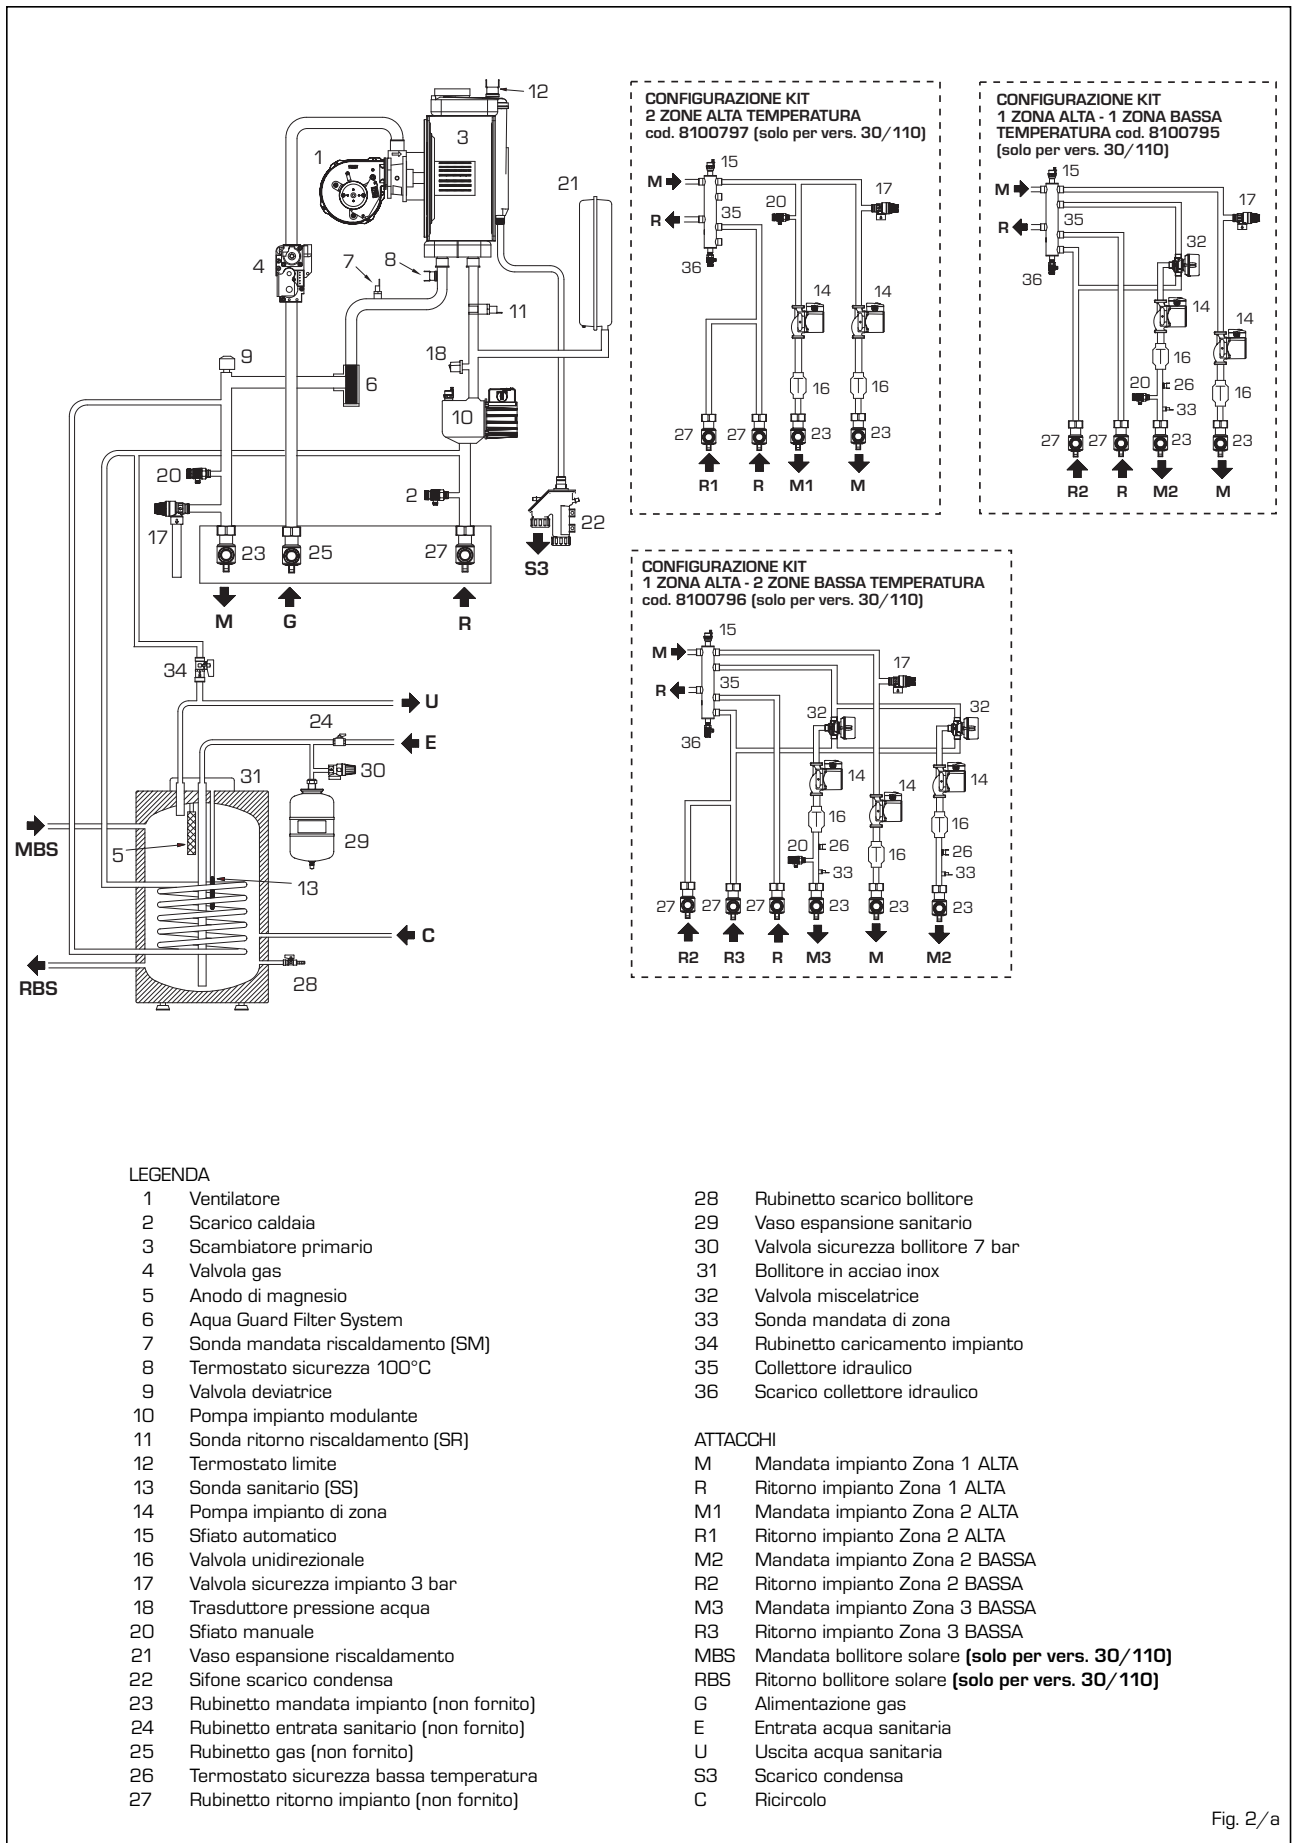 12
3
1
4
7
8
11
21
9
6
18
10
20
17
2
22
23
25
27
S3
M
G
R
34
U
24
E
31
30
MBS
5
29
13
C
RBS
28
CONFIGURAZIONE KIT
2 ZONE ALTA TEMPERATURA
cod. 8100797 (solo per vers. 30/110)
15
M
17
20
35
R
36
14
14
16
16
27
27
23
23
R1
R
M1
M
CONFIGURAZIONE KIT
1 ZONA ALTA - 1 ZONA BASSA
TEMPERATURA cod. 8100795
(solo per vers. 30/110)
15
M
17
35
R
32
36
14
14
16
20
26
16
33
27
27
23
23
R2
R
M2
M
CONFIGURAZIONE KIT
1 ZONA ALTA - 2 ZONE BASSA TEMPERATURA
cod. 8100796 (solo per vers. 30/110)
15
M
17
35
R
32
32
36
14
14
14
16
16
20
26
16
26
33
33
27
27
27
23
23
23
R2
R3
R
M3
M
M2
LEGENDA
1 Ventilatore
2 Scarico caldaia
3 Scambiatore primario
4 Valvola gas
5 Anodo di magnesio
6 Aqua Guard Filter System
7 Sonda mandata riscaldamento (SM)
8 Termostato sicurezza 100°C
9 Valvola deviatrice
10 Pompa impianto modulante
11 Sonda ritorno riscaldamento (SR)
12 Termostato limite
13 Sonda sanitario (SS)
14 Pompa impianto di zona
15 Sfiato automatico
16 Valvola unidirezionale
17 Valvola sicurezza impianto 3 bar
18 Trasduttore pressione acqua
20 Sfiato manuale
21 Vaso espansione riscaldamento
22 Sifone scarico condensa
23 Rubinetto mandata impianto (non fornito)
24 Rubinetto entrata sanitario (non fornito)
25 Rubinetto gas (non fornito)
26 Termostato sicurezza bassa temperatura
27 Rubinetto ritorno impianto (non fornito)
28 Rubinetto scarico bollitore
29 Vaso espansione sanitario
30 Valvola sicurezza bollitore 7 bar
31 Bollitore in acciao inox
32 Valvola miscelatrice
33 Sonda mandata di zona
34 Rubinetto caricamento impianto
35 Collettore idraulico
36 Scarico collettore idraulico
ATTACCHI
M Mandata impianto Zona 1 ALTA
R Ritorno impianto Zona 1 ALTA
M1 Mandata impianto Zona 2 ALTA
R1 Ritorno impianto Zona 2 ALTA
M2 Mandata impianto Zona 2 BASSA
R2 Ritorno impianto Zona 2 BASSA
M3 Mandata impianto Zona 3 BASSA
R3 Ritorno impianto Zona 3 BASSA
MBS Mandata bollitore solare (solo per vers. 30/110)
RBS Ritorno bollitore solare (solo per vers. 30/110)
G Alimentazione gas
E Entrata acqua sanitaria
U Uscita acqua sanitaria
S3 Scarico condensa
C Ricircolo
Fig. 2/a